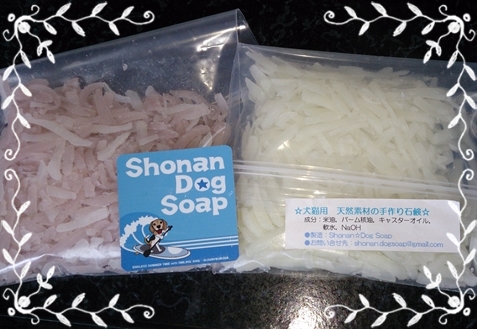 Shonan
Dog
Soap
☆犬猫用 天然素材の手作り石鹸☆
成分：米油、パーム核油、キャスターオイル、
軟水、NaOH
●製造：Shonan☆Dog Soap
●お問い合せ先：shonan.dogsoap@gmail.com